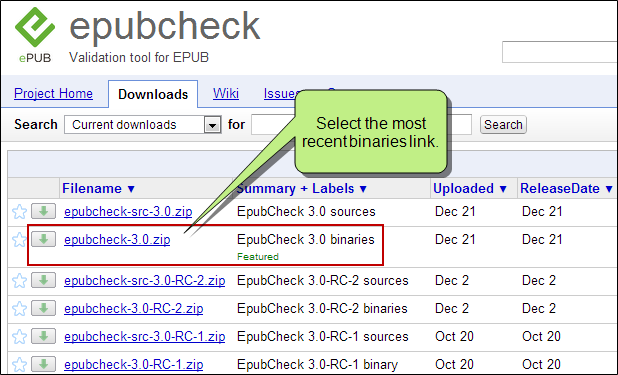 epubcheck
ePUB
Validation tool for EPUB
Project Home Downloads Wiki Issues
Search Current downloads for Search
Select the most
recent binaries link.
Filename ▼ Summary + Labels ▼ Uploaded ▼ ReleaseDate ▼
epubcheck-src-3.0.zip EpubCheck 3.0 sources Dec 21 Dec 21
epubcheck-3.0.zip EpubCheck 3.0 binaries Dec 21 Dec 21
Featured
epubcheck-src-3.0-RC-2.zip EpubCheck 3.0-RC-2 sources Dec 2 Dec 2
epubcheck-3.0-RC-2.zip EpubCheck 3.0-RC-2 binaries Dec 2 Dec 2
epubcheck-src-3.0-RC-1.zip EpubCheck 3.0-RC-1 sources Oct 20 Oct 20
epubcheck-3.0-RC-1.zip EpubCheck 3.0-RC-1 binary Oct 20 Oct 20